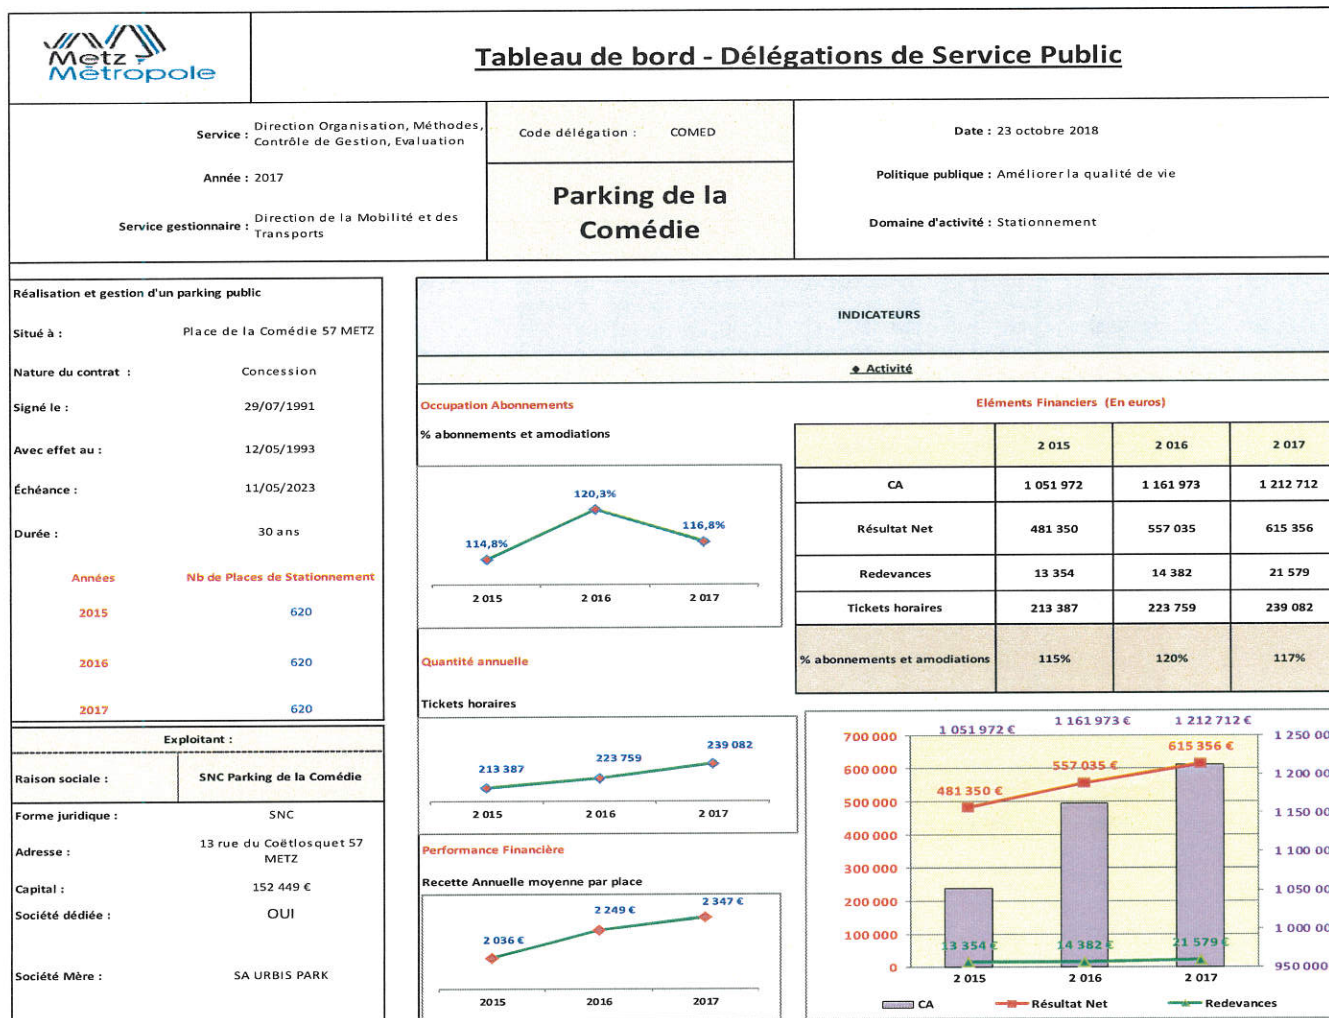 Metz
Métropole
Tableau de bord - Délégations de Service Public
Service : Direction Organisation, Méthodes,
Contrôle de Gestion, Evaluation
Année : 2017
Service gestionnaire : Direction de la Mobilité et des
Transports
Code délégation : COMED
Parking de la
Comédie
Date : 23 octobre 2018
Politique publique : Améliorer la qualité de vie
Domaine d'activité : Stationnement
Réalisation et gestion d'un parking public
Situé à : Place de la Comédie 57 METZ
Nature du contrat : Concession
Signé le : 29/07/1991
Avec effet au : 12/05/1993
Échéance : 11/05/2023
Durée : 30 ans
Années Nb de Places de Stationnement
2015 620
2016 620
2017 620
Exploitant :
Raison sociale : SNC Parking de la Comédie
Forme juridique : SNC
Adresse : 13 rue du Coëtlosquet 57
METZ
Capital : 152 449 €
Société dédiée : OUI
Société Mère : SA URBIS PARK
INDICATEURS
♦ Activité
Occupation Abonnements
% abonnements et amodiations
114,8%
120,3%
116,8%
2 015 2 016 2 017
Quantité annuelle
Tickets horaires
213 387
223 759
239 082
2 015 2 016 2 017
Performance Financière
Recette Annuelle moyenne par place
2 036 €
2 249 €
2 347 €
2015 2016 2017
Eléments Financiers (En euros)
2 015 2 016 2 017
CA 1 051 972 1 161 973 1 212 712
Résultat Net 481 350 557 035 615 356
Redevances 13 354 14 382 21 579
Tickets horaires 213 387 223 759 239 082
% abonnements et amodiations 115% 120% 117%
700 000
600 000
500 000
400 000
300 000
200 000
100 000
0
1 051 972 € 1 161 973 € 1 212 712 €
481 350 € 557 035 € 615 356 €
13 354 € 14 382 € 21 579 €
2 015 2 016 2 017
1 250 00
1 200 00
1 150 00
1 100 00
1 050 00
1 000 00
950 000
CA Résultat Net Redevances